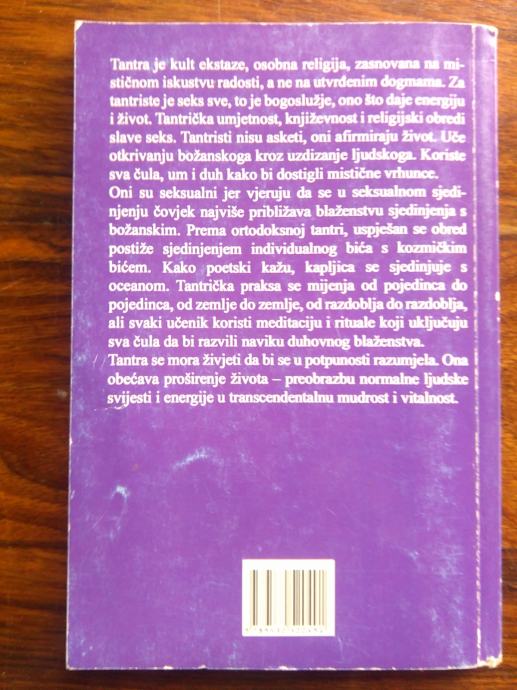 Tantra je kult ekstaze, osobna religija, zasnovana na mi-
stičnom iskustvu radosti, a ne na utvrđenim dogmama. Za
tantriste je seks sve, to je bogoslužje, ono što daje energiju
i život. Tantrička umjetnost, književnost i religijski obredi
slave seks. Tantristi nisu asketi, oni afirmiraju život. Uče
otkrivanju božanskoga kroz uzdizanje ljudskoga. Koriste
sva čula, um i duh kako bi dostigli mistične vrhunce.
Oni su seksualni jer vjeruju da se u seksualnom sjedi-
njenju čovjek najviše približava blaženstvu sjedinjenja s
božanskim. Prema ortodoksnoj tantri, uspješan se obred
postiže sjedinjenjem individualnog bića s kozmičkim
bićem. Kako poetski kažu, kapljica se sjedinjuje s
oceanom. Tantrička praksa se mijenja od pojedinca do
pojedinca, od zemlje do zemlje, od razdoblja do razdoblja,
ali svaki učenik koristi meditaciju i rituale koji uključuju
sva čula da bi razvili naviku duhovnog blaženstva.
Tantra se mora živjeti da bi se u potpunosti razumjela. Ona
obećava proširenje života – preobrazbu normalne ljudske
svijesti i energije u transcendentalnu mudrost i vitalnost.